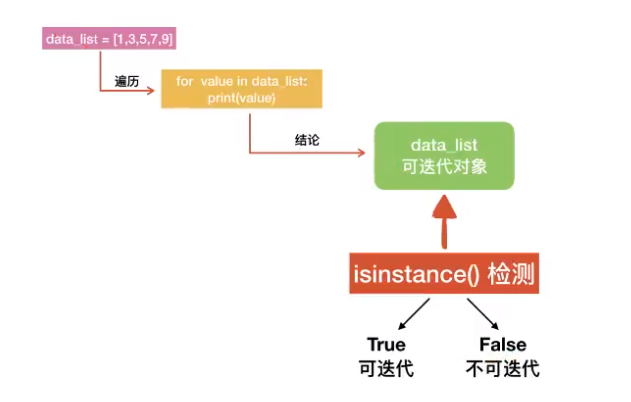 data_list = [1,3,5,7,9]
遍历
for value in data_list:
print(value)
结论
data_list
可迭代对象
isinstance() 检测
True
可迭代
False
不可迭代